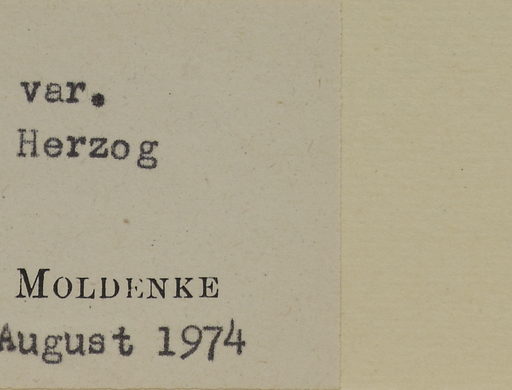 var.
Herzog
MOLDENKE
August 1974